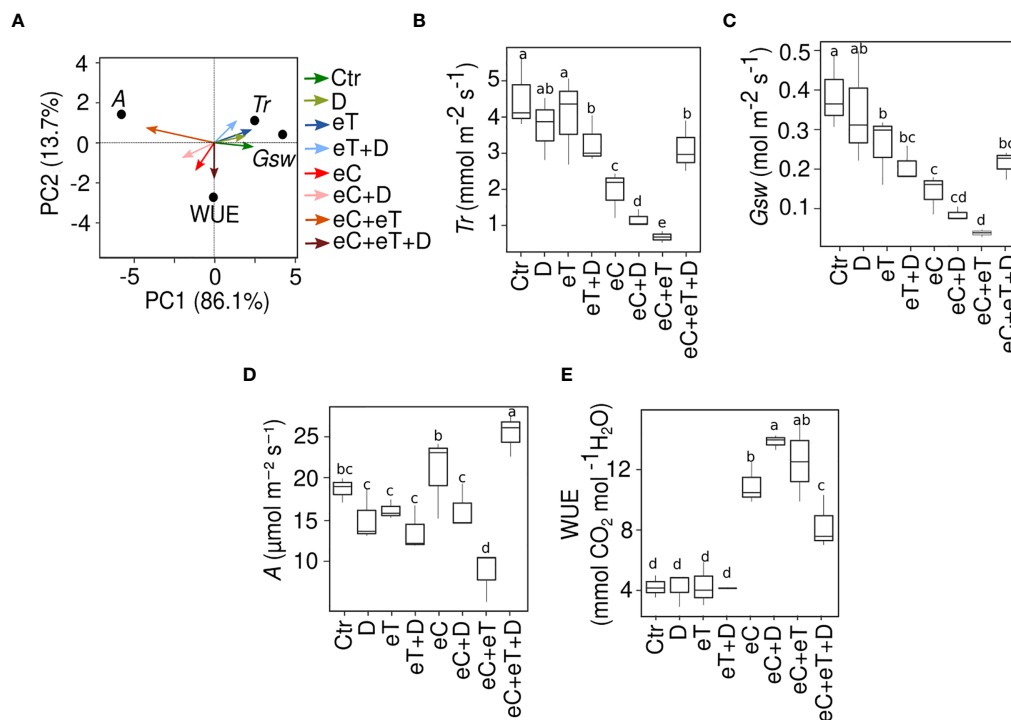 A
PC2 (13.7%)
4
2
0
-2
-4
A
Tr
Gsw
WUE
-5
0
5
PC1 (86.1%)
Ctr
D
eT
eT+D
eC
eC+D
eC+eT
eC+eT+D
B
Tr (mmol m⁻² s⁻¹)
5
4
3
2
1
a
ab
a
b
c
d
e
b
Ctr
D
eT
eT+D
eC
eC+D
eC+eT
eC+eT+D
C
Gsw (mol m⁻² s⁻¹)
0.5
0.4
0.3
0.2
0.1
a
ab
b
bc
c
cd
d
bc
Ctr
D
eT
eT+D
eC
eC+D
eC+eT
eC+eT+D
D
A (µmol m⁻² s⁻¹)
25
20
15
10
bc
c
c
c
b
c
d
a
Ctr
D
eT
eT+D
eC
eC+D
eC+eT
eC+eT+D
E
WUE
(mmol CO₂ mol⁻¹H₂O)
12
8
4
d
d
d
d
b
a
ab
c
Ctr
D
eT
eT+D
eC
eC+D
eC+eT
eC+eT+D